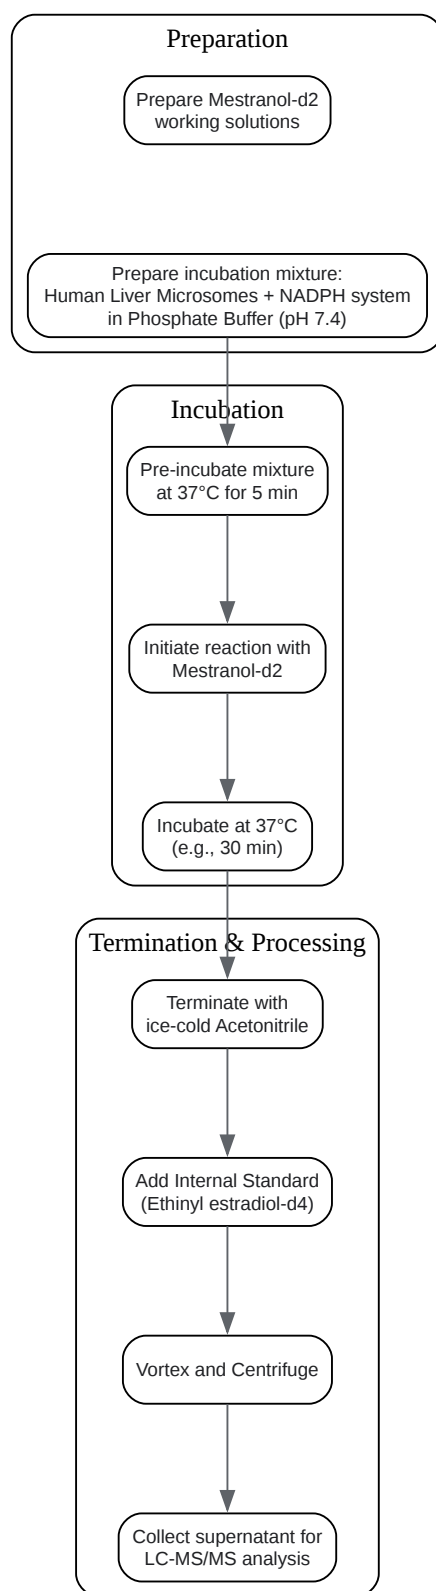 Preparation
Prepare Mestranol-d2
working solutions
Prepare incubation mixture:
Human Liver Microsomes + NADPH system
in Phosphate Buffer (pH 7.4)
Incubation
Pre-incubate mixture
at 37°C for 5 min
Initiate reaction with
Mestranol-d2
Incubate at 37°C
(e.g., 30 min)
Termination & Processing
Terminate with
ice-cold Acetonitrile
Add Internal Standard
(Ethinyl estradiol-d4)
Vortex and Centrifuge
Collect supernatant for
LC-MS/MS analysis